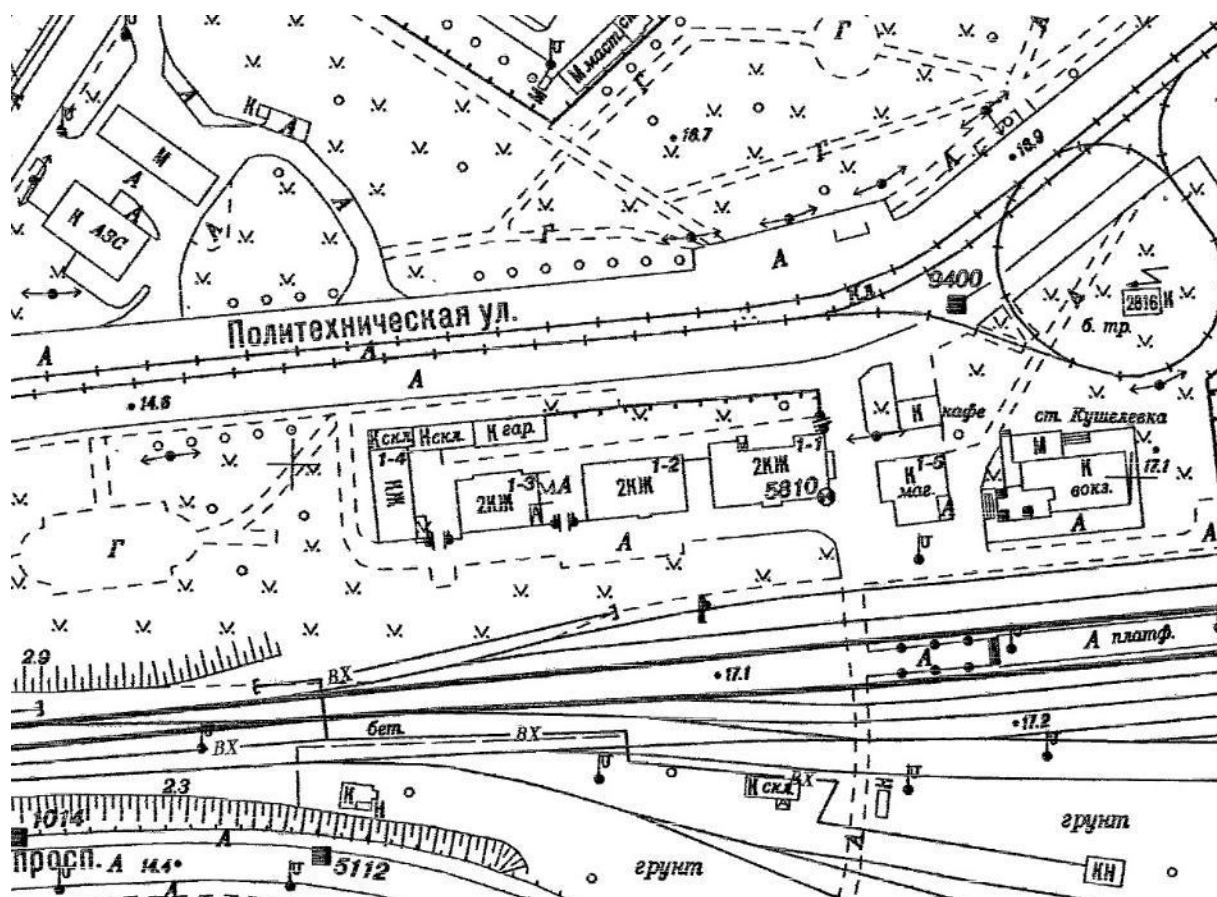 К
А
М маст.
М
Г
А
Г
16.7
Г
А
16.9
М
А
К АЗС
А
А
Г
А
9400
КА
2816 К
б. тр.
Политехническая ул.
А
А
А
14.6
К скл.
К скл.
К гар.
1-4
КЖ
1-3
2КЖ
А
1-2
2КЖ
1-1
2КЖ
5810
К
кафе
ст. Кушелевка
М
17.1
К
вокз.
1-5
К
маг.
А
А
А
Г
А
2.9
ВХ
17.1
А
А платф.
17.2
бет.
ВХ
ВХ
2.3
К
Н
К скл.
ВХ
грунт
1014
А
просп. А
14.4
5112
А
грунт
КН